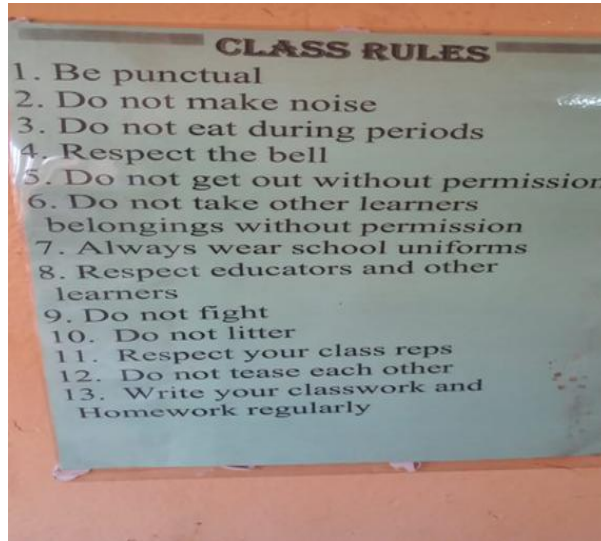 CLASS RULES
1. Be punctual
2. Do not make noise
3. Do not eat during periods
4. Respect the bell
5. Do not get out without permission
6. Do not take other learners
belongings without permission
7. Always wear school uniforms
8. Respect educators and other
learners
9. Do not fight
10. Do not litter
11. Respect your class reps
12. Do not tease each other
13. Write your classwork and
Homework regularly